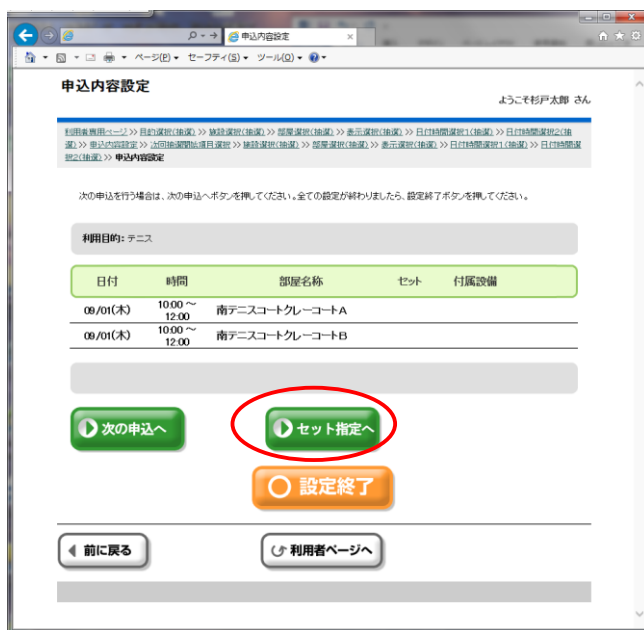 申込内容設定
ページ(P) セーフティ(S) ツール(O)
申込内容設定
ようこそ杉戸太郎 さん
利用者専用ページ >> 目的選択(抽選) >> 施設選択(抽選) >> 部屋選択(抽選) >> 表示選択(抽選) >> 日付時間選択1(抽選) >> 日付時間選択2(抽
選) >> 申込内容設定 >> 次回抽選開始項目選択 >> 施設選択(抽選) >> 部屋選択(抽選) >> 表示選択(抽選) >> 日付時間選択1(抽選) >> 日付時間選
択2(抽選) >> 申込内容設定
次の申込を行う場合は、次の申込へボタンを押してください。全ての設定が終わりましたら、設定終了ボタンを押してください。
利用目的: テニス
日付 時間 部屋名称 セット 付属設備
09/01(木) 10:00 ～ 12:00 南テニスコートクレーコートA
09/01(木) 10:00 ～ 12:00 南テニスコートクレーコートB
次の申込へ セット指定へ
設定終了
前に戻る 利用者ページへ